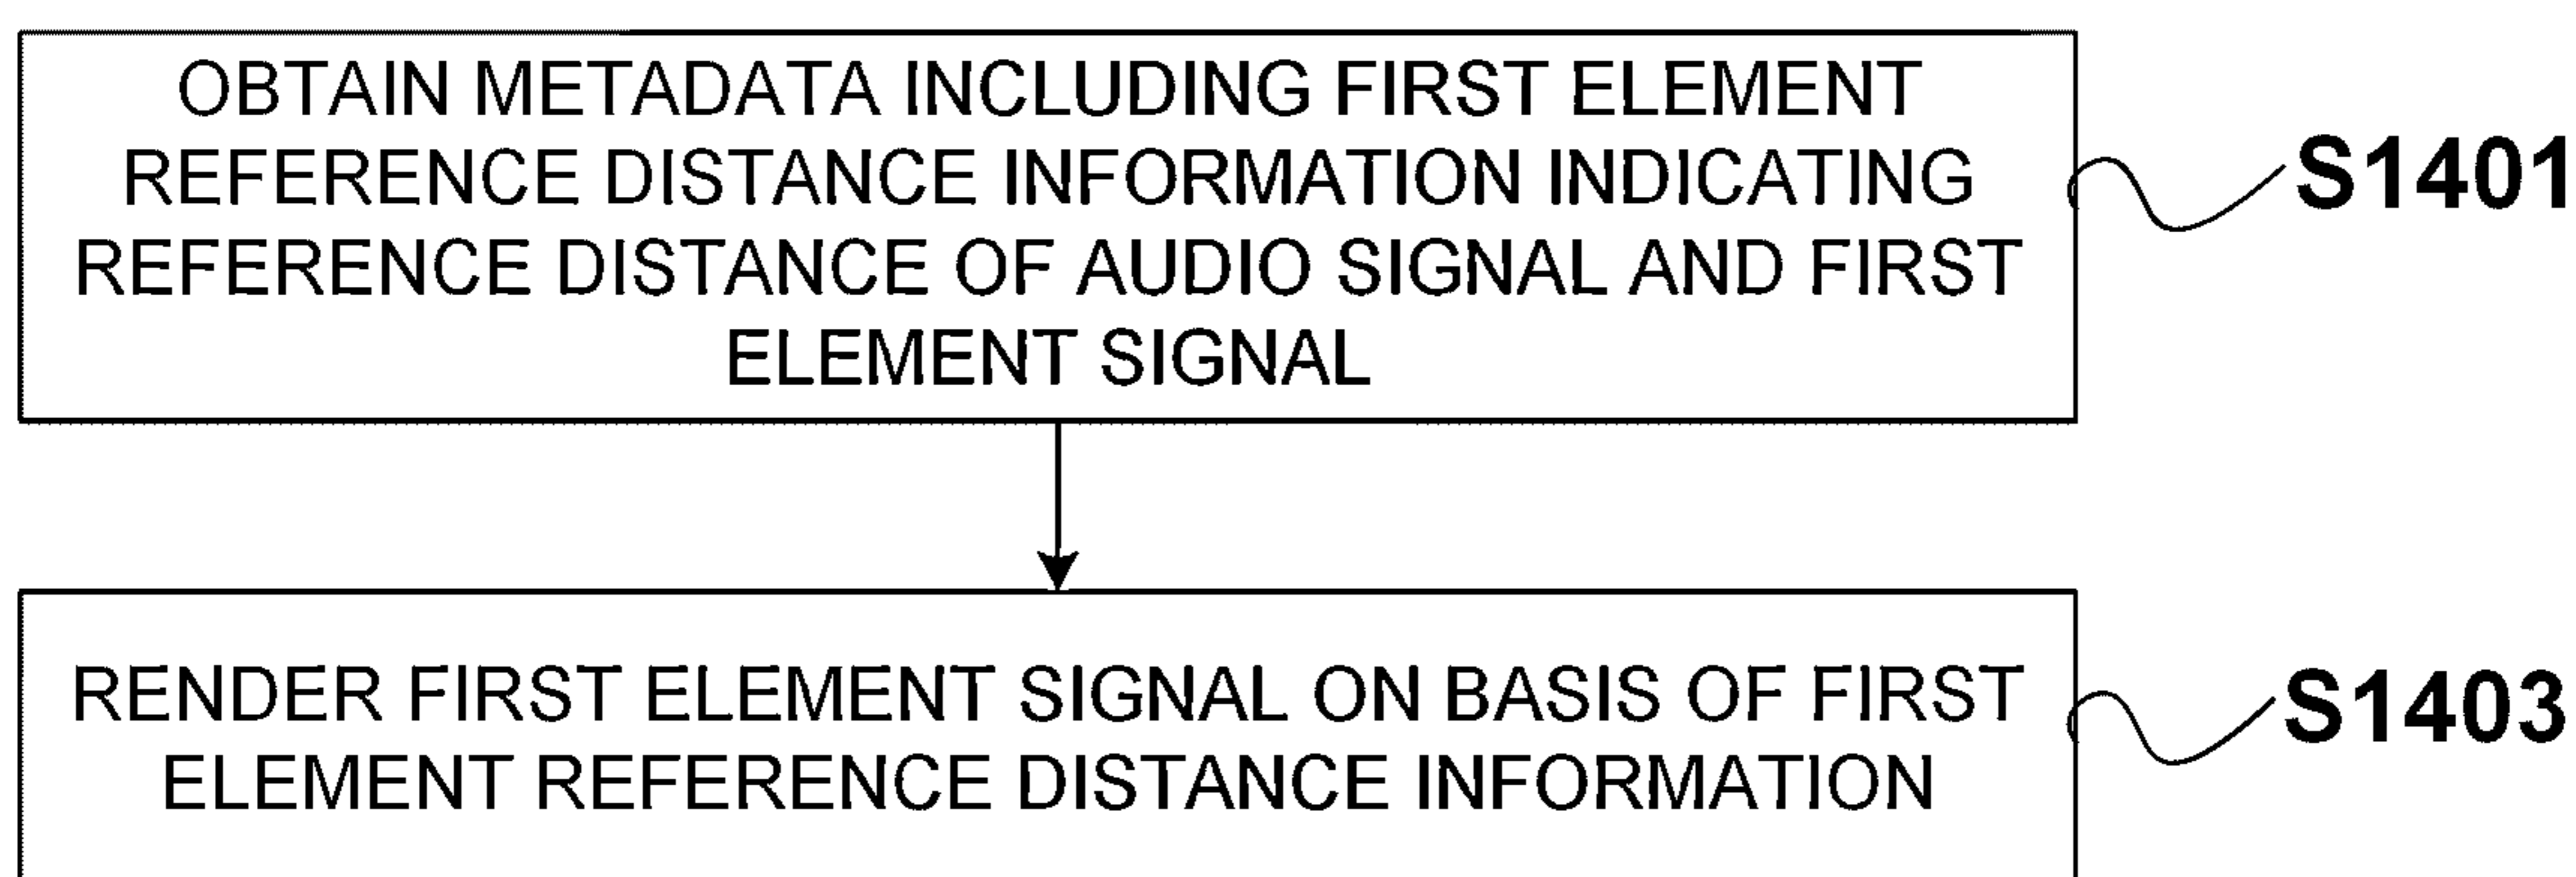 OBTAIN METADATA INCLUDING FIRST ELEMENT
REFERENCE DISTANCE INFORMATION INDICATING
REFERENCE DISTANCE OF AUDIO SIGNAL AND FIRST
ELEMENT SIGNAL
S1401
RENDER FIRST ELEMENT SIGNAL ON BASIS OF FIRST
ELEMENT REFERENCE DISTANCE INFORMATION
S1403